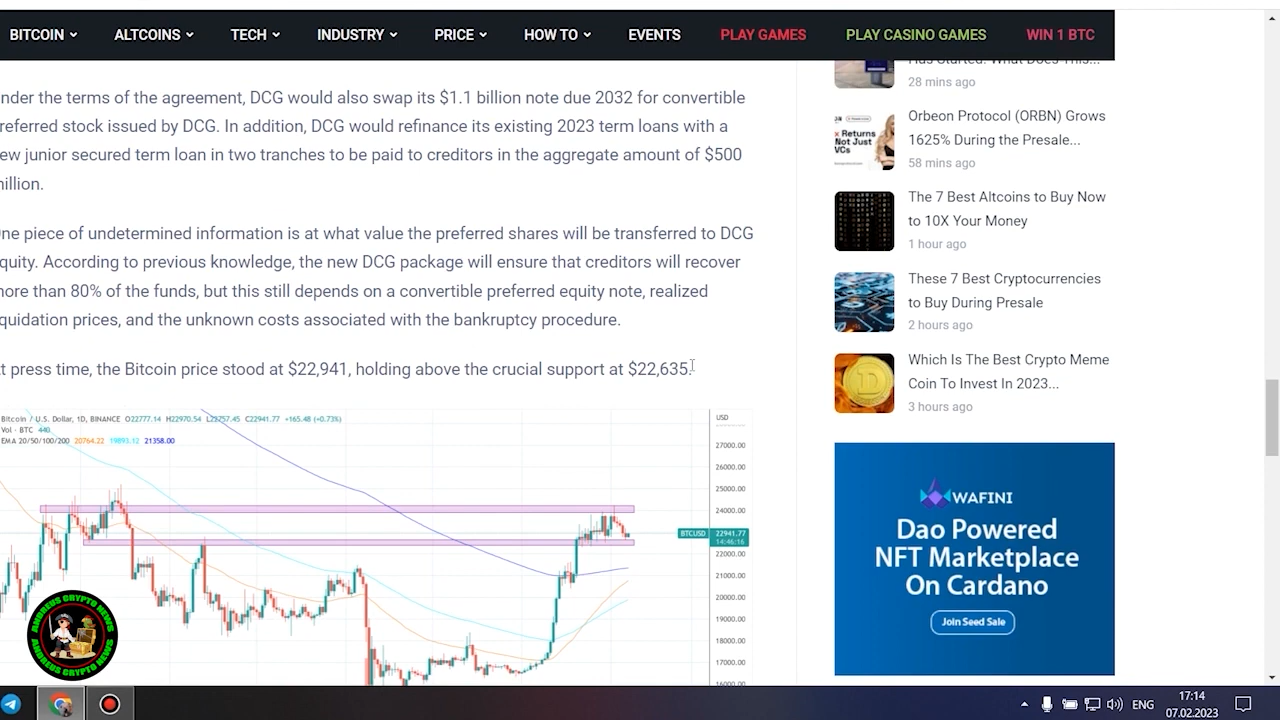 BITCOIN ALTCOINS TECH INDUSTRY PRICE HOW TO EVENTS PLAY GAMES PLAY CASINO GAMES WIN 1 BTC
nder the terms of the agreement, DCG would also swap its $1.1 billion note due 2032 for convertible
referred stock issued by DCG. In addition, DCG would refinance its existing 2023 term loans with a
ew junior secured term loan in two tranches to be paid to creditors in the aggregate amount of $500
illion.
ne piece of undetermined information is at what value the preferred shares will be transferred to DCG
quity. According to previous knowledge, the new DCG package will ensure that creditors will recover
ore than 80% of the, but this still depends on a convertible preferred equity note, realized
quidation prices, the unknown costs associated with the bankruptcy procedure.
t press time, the Bitcoin price stood at $22,941, holding above the crucial support at $22,635.
Bitcoin / U.S. Dollar, 1D, BINANCE O22777.14 H22970.54 L22757.45 C22941.77 +165.48 (+0.73%)
Vol · BTC 440
EMA 20/50/100/200 20764.22 19893.12 21358.00
USD
27000.00
26000.00
25000.00
24000.00
BTCUSD 22941.77
14:46:16
22000.00
21000.00
20000.00
19000.00
18000.00
17000.00
16000.00
Has Started. What Does This...
28 mins ago
Returns
Not Just
VCs
Orbeon Protocol (ORBN) Grows
1625% During the Presale...
58 mins ago
The 7 Best Altcoins to Buy Now
to 10X Your Money
1 hour ago
These 7 Best Cryptocurrencies
to Buy During Presale
2 hours ago
Which Is The Best Crypto Meme
Coin To Invest In 2023...
3 hours ago
WAFINI
Dao Powered
NFT Marketplace
On Cardano
Join Seed Sale
ANDREUS CRYPTO NEWS
ANDREUS CRYPTO NEWS
ENG
17:14
07.02.2023